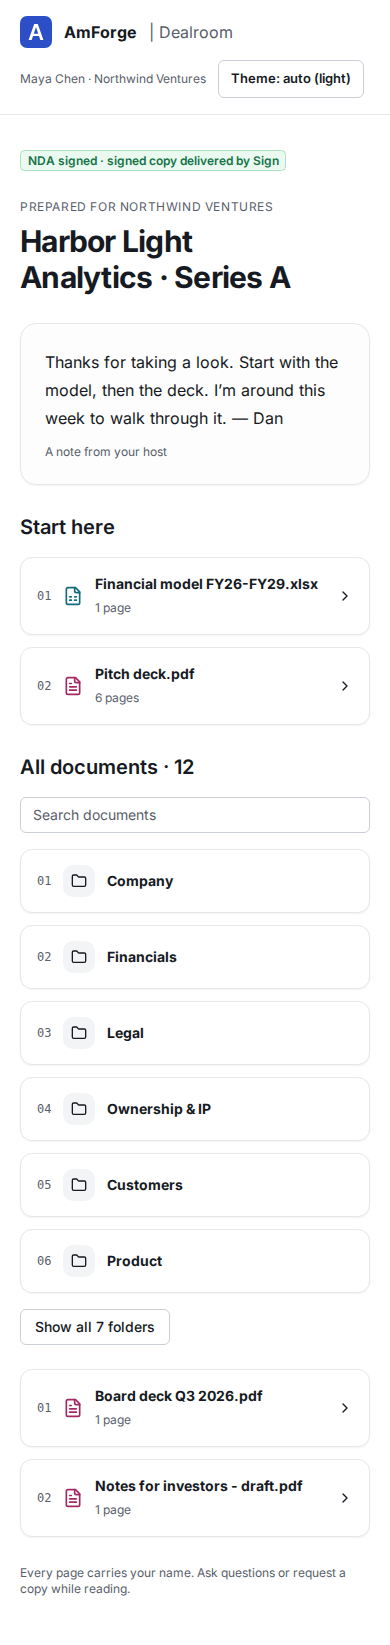 A AmForge | Dealroom
Maya Chen · Northwind Ventures Theme: auto (light)
NDA signed · signed copy delivered by Sign
PREPARED FOR NORTHWIND VENTURES
Harbor Light
Analytics · Series A
Thanks for taking a look. Start with the
model, then the deck. I’m around this
week to walk through it. — Dan
A note from your host
Start here
01 Financial model FY26-FY29.xlsx
1 page
02 Pitch deck.pdf
6 pages
All documents · 12
Search documents
01 Company
02 Financials
03 Legal
04 Ownership & IP
05 Customers
06 Product
Show all 7 folders
01 Board deck Q3 2026.pdf
1 page
02 Notes for investors - draft.pdf
1 page
Every page carries your name. Ask questions or request a
copy while reading.